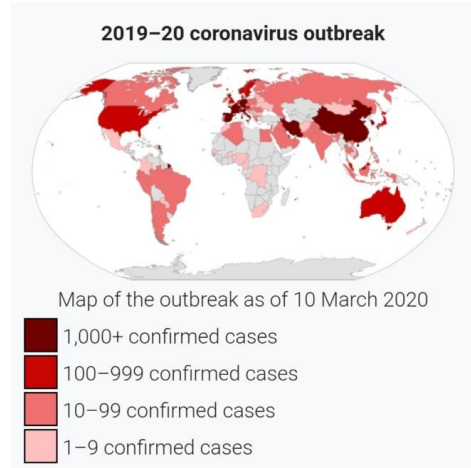 2019–20 coronavirus outbreak
Map of the outbreak as of 10 March 2020
1,000+ confirmed cases
100–999 confirmed cases
10–99 confirmed cases
1–9 confirmed cases